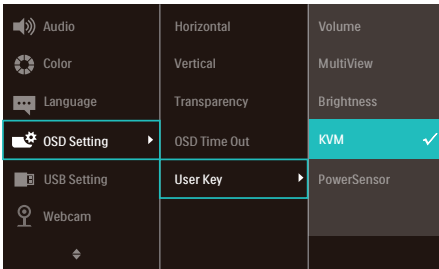 Audio
Color
Language
OSD Setting
USB Setting
Webcam
Horizontal
Vertical
Transparency
OSD Time Out
User Key
Volume
MultiView
Brightness
KVM
PowerSensor